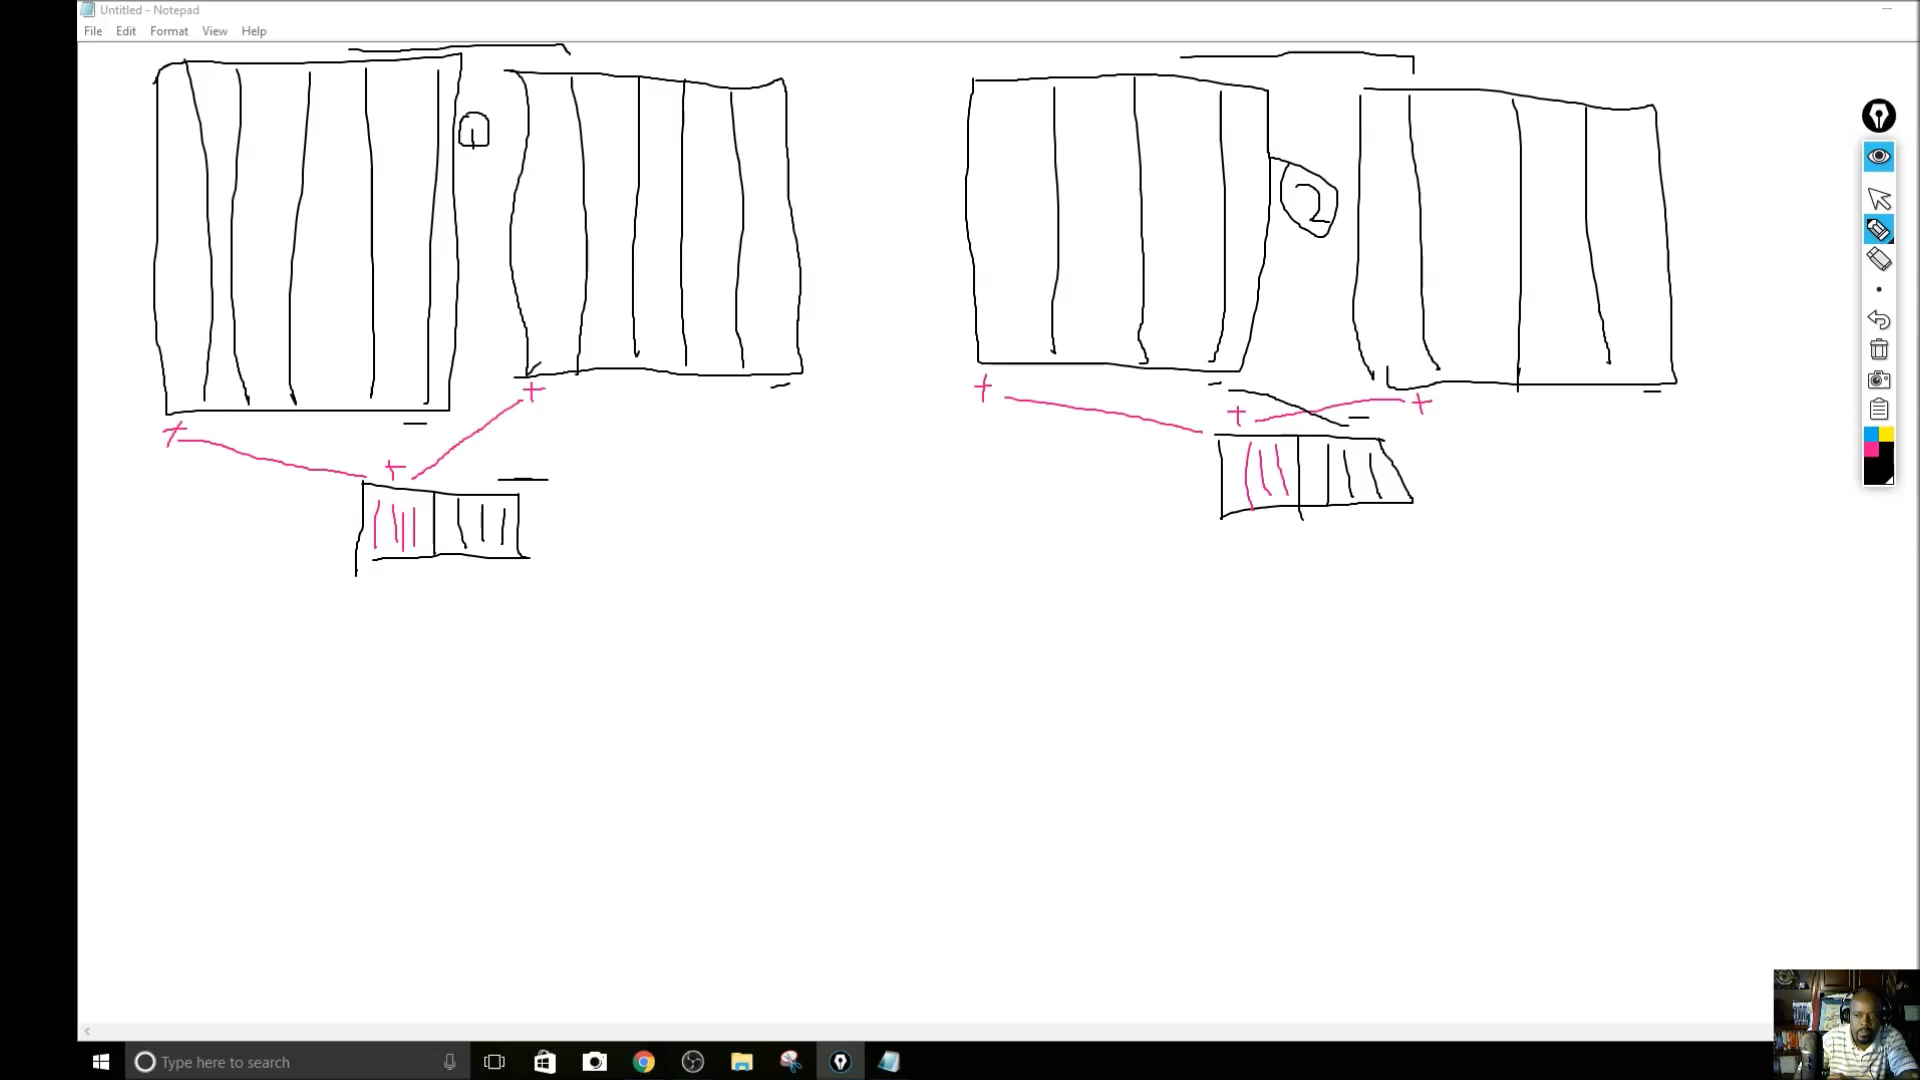 Untitled - Notepad
File Edit Format View Help
1
2
+ -
+ -
+ -
+ -
+ -
+ -
Type here to search